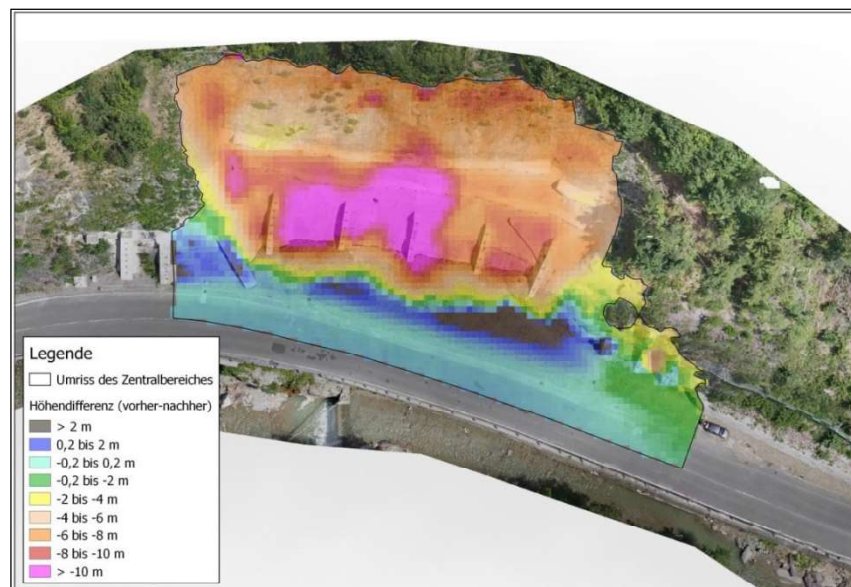 Legende
Umriss des Zentralbereiches
Höhendifferenz (vorher-nachher)
> 2 m
0,2 bis 2 m
-0,2 bis 0,2 m
-0,2 bis -2 m
-2 bis -4 m
-4 bis -6 m
-6 bis -8 m
-8 bis -10 m
> -10 m